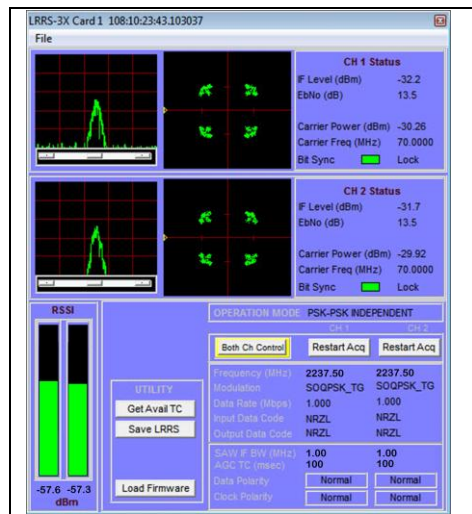 LRRS-3X Card 1 108:10:23:43.103037
File
CH 1 Status
IF Level (dBm) -32.2
EbNo (dB) 13.5
Carrier Power (dBm) -30.26
Carrier Freq (MHz) 70.0000
Bit Sync Lock
CH 2 Status
IF Level (dBm) -31.7
EbNo (dB) 13.5
Carrier Power (dBm) -29.92
Carrier Freq (MHz) 70.0000
Bit Sync Lock
RSSI
-57.6 -57.3
dBm
UTILITY
Get Avail TC
Save LRRS
Load Firmware
OPERATION MODE PSK-PSK INDEPENDENT
CH 1 CH 2
Both Ch Control Restart Acq Restart Acq
Frequency (MHz) 2237.50 2237.50
Modulation SOQPSK_TG SOQPSK_TG
Data Rate (Mbps) 1.000 1.000
Input Data Code NRZL NRZL
Output Data Code NRZL NRZL
SAW IF BW (MHz) 1.00 1.00
AGC TC (msec) 100 100
Data Polarity Normal Normal
Clock Polarity Normal Normal